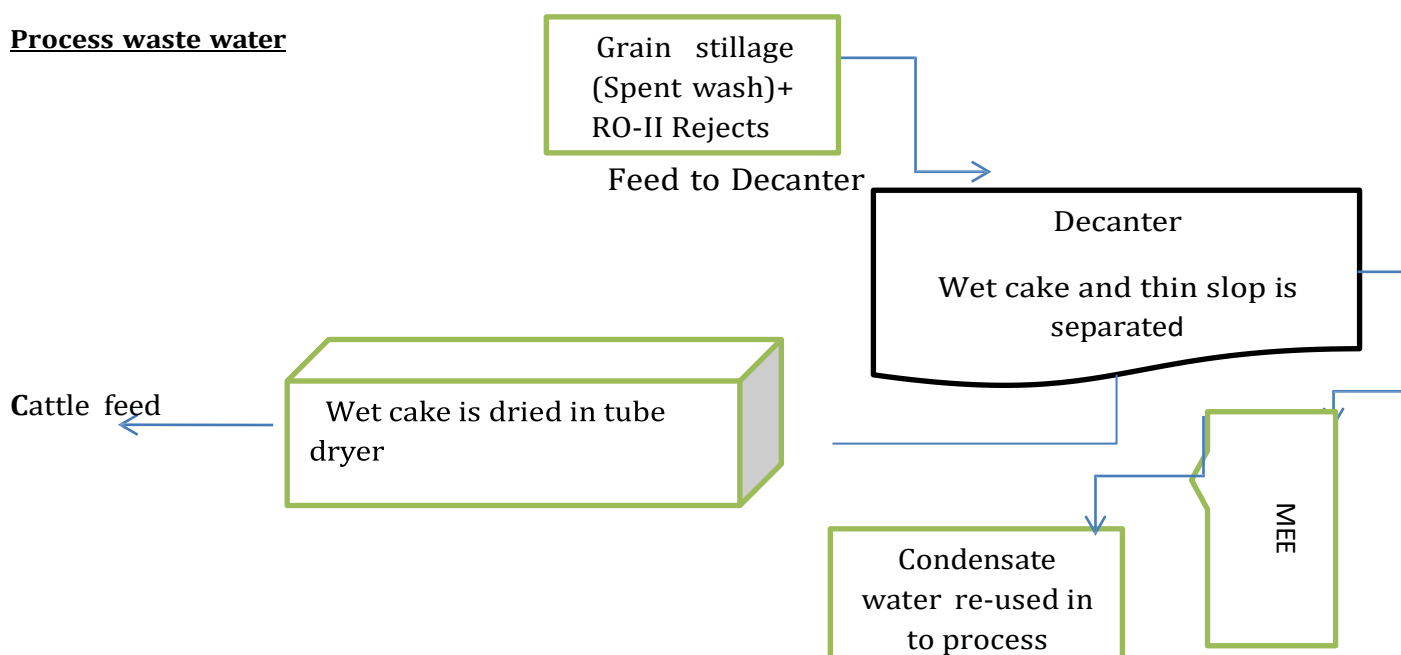 Process waste water
Grain stillage
(Spent wash)+
RO-II Rejects
Feed to Decanter
Decanter
Wet cake and thin slop is
separated
Cattle feed
Wet cake is dried in tube
dryer
MEE
Condensate
water re-used in
to process